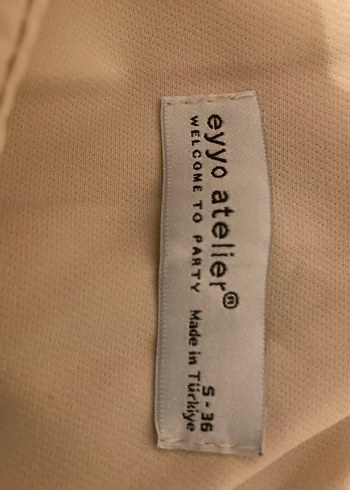 eyyo atelier®
WELCOME TO PARTY
S - 36
Made in Türkiye